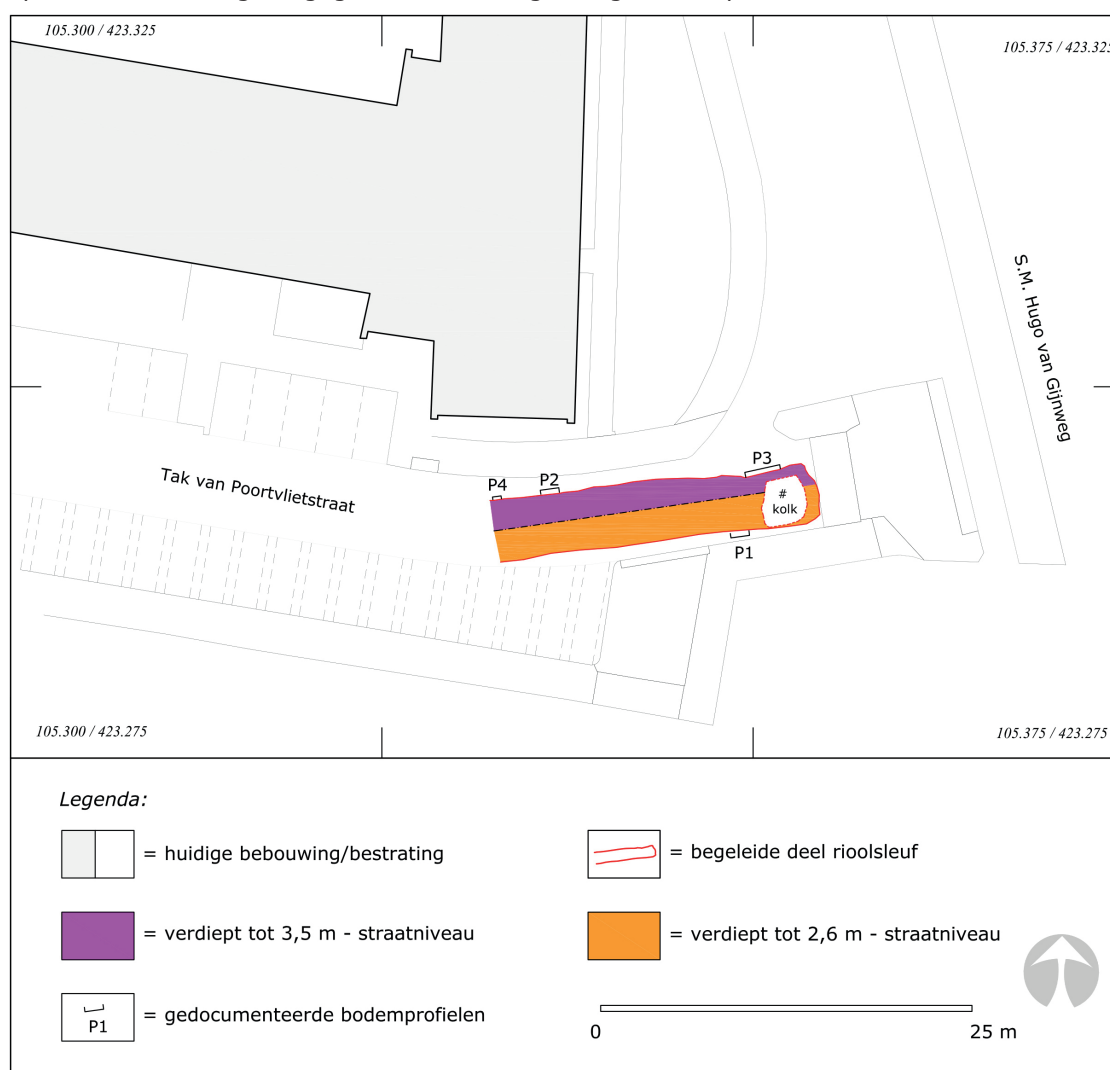 105.300 / 423.325
105.375 / 423.325
S.M. Hugo van Gijnweg
Tak van Poortvlietstraat
P4
P2
P3
#
kolk
P1
105.300 / 423.275
105.375 / 423.275
Legenda:
= huidige bebouwing/bestrating
= begeleide deel rioolsleuf
= verdiept tot 3,5 m - straatniveau
= verdiept tot 2,6 m - straatniveau
P1
= gedocumenteerde bodemprofielen
0
25 m